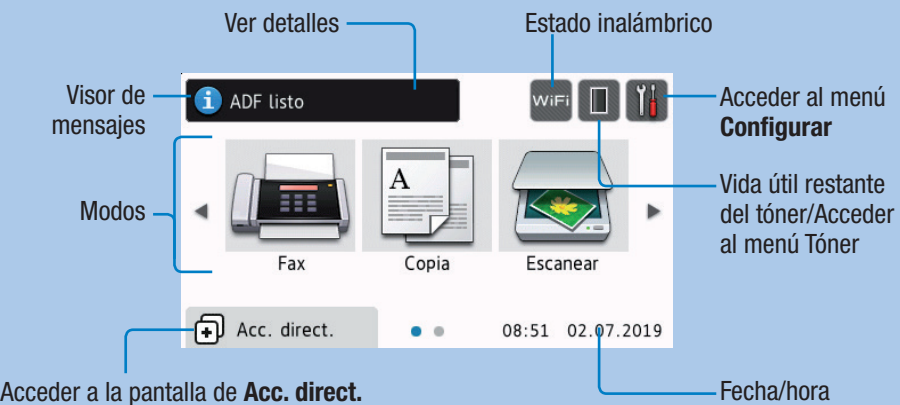 Ver detalles
Estado inalámbrico
Visor de
mensajes
ADF listo
WiFi
Acceder al menú
Configurar
Modos
Vida útil restante
del tóner/Acceder
al menú Tóner
A
Fax
Copia
Escanear
Acc. direct.
08:51 02.07.2019
Acceder a la pantalla de Acc. direct.
Fecha/hora